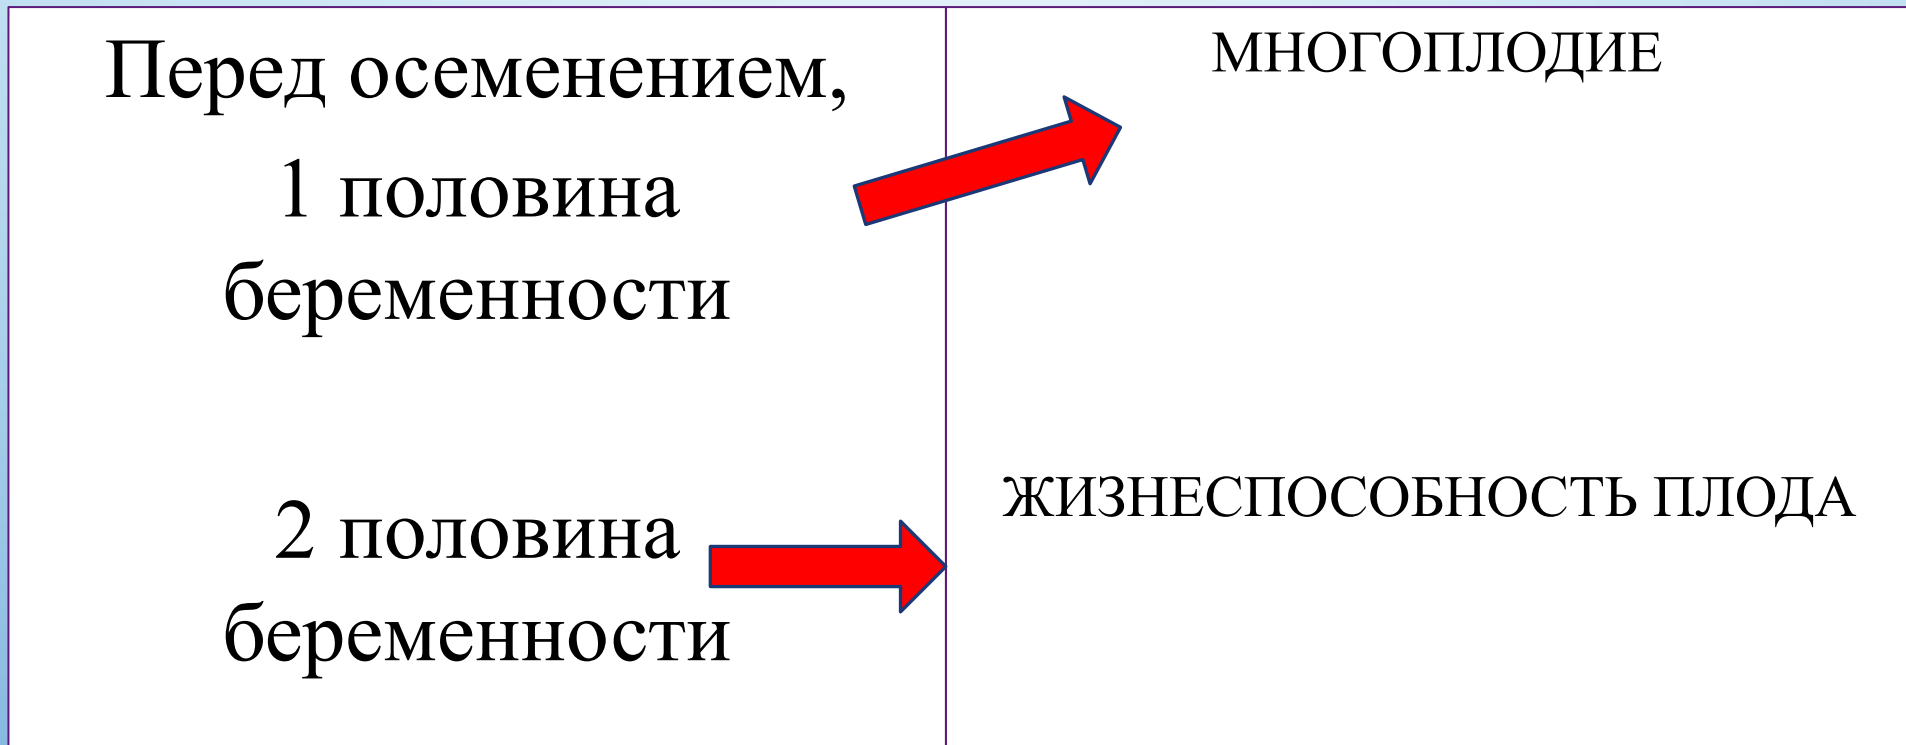 Перед осеменением,
1 половина
беременности
2 половина
беременности
МНОГОПЛОДИЕ
ЖИЗНЕСПОСОБНОСТЬ ПЛОДА